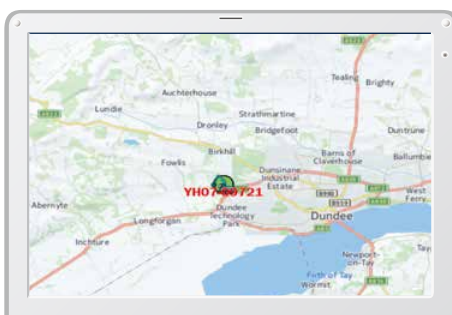 Tealing
Brighty
Auchterhouse
Lundie
Strathmartine
Dronley
Bridgefoot
Duntrune
Birkhill
Barns of
Claverhouse
Fowlis
Dunsinane
Industrial
Estate
West
Ferry
Abernyte
Dundee
Technology
Park
Dundee
Longforgan
Inchture
Newport-
on-Tay
Firth of Tay
Wormit